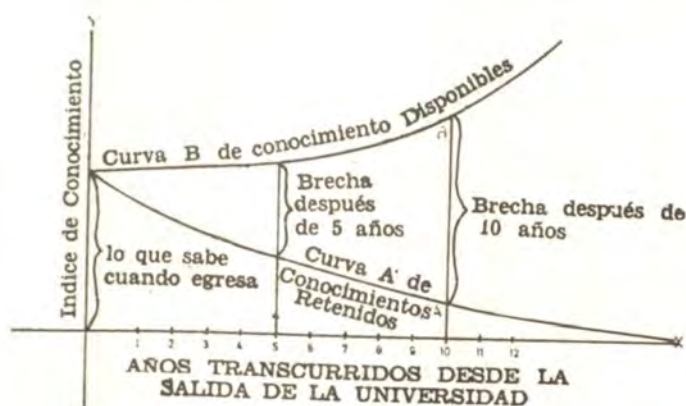 Y
Indice de Conocimiento
Curva B de conocimiento Disponibles
Brecha
después
de 5 años
Brecha después de
10 años
lo que sabe
cuando egresa
Curva A' de
Conocimientos
Retenidos
1 2 3 4 5 6 7 8 9 10 11 12
X
AÑOS TRANSCURRIDOS DESDE LA
SALIDA DE LA UNIVERSIDAD